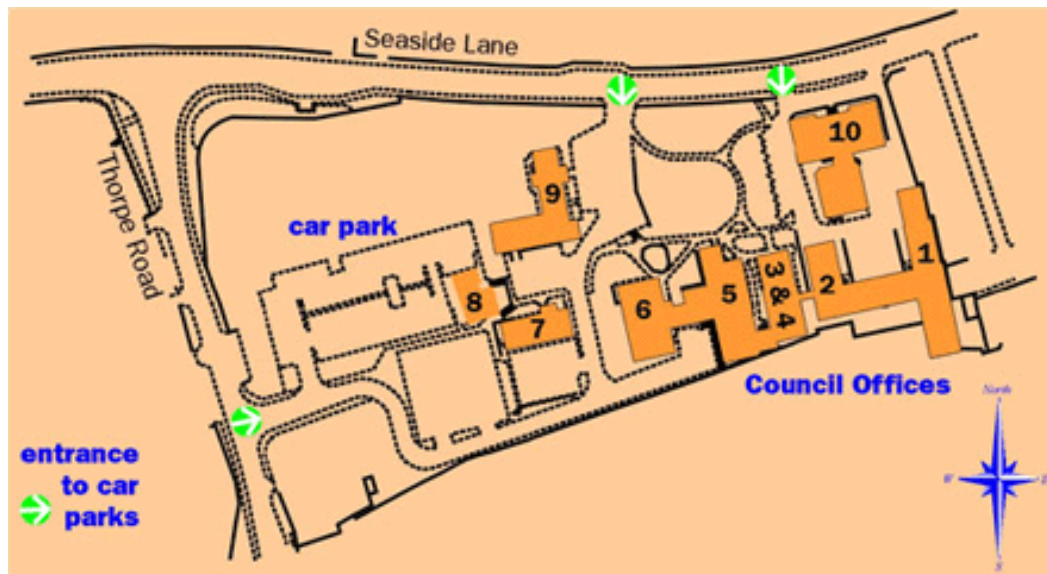 Seaside Lane
Thorpe Road
car park
10
9
1
2
3 & 4
5
6
8
7
Council Offices
North
W
E
S
entrance
to car
parks